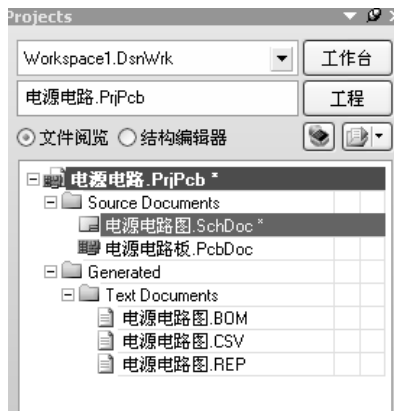 Projects
Workspace1.DsnWrk 工作台
电源电路.PrjPcb 工程
文件阅览 结构编辑器
电源电路.PrjPcb *
Source Documents
电源电路图.SchDoc *
电源电路板.PcbDoc
Generated
Text Documents
电源电路图.BOM
电源电路图.CSV
电源电路图.REP